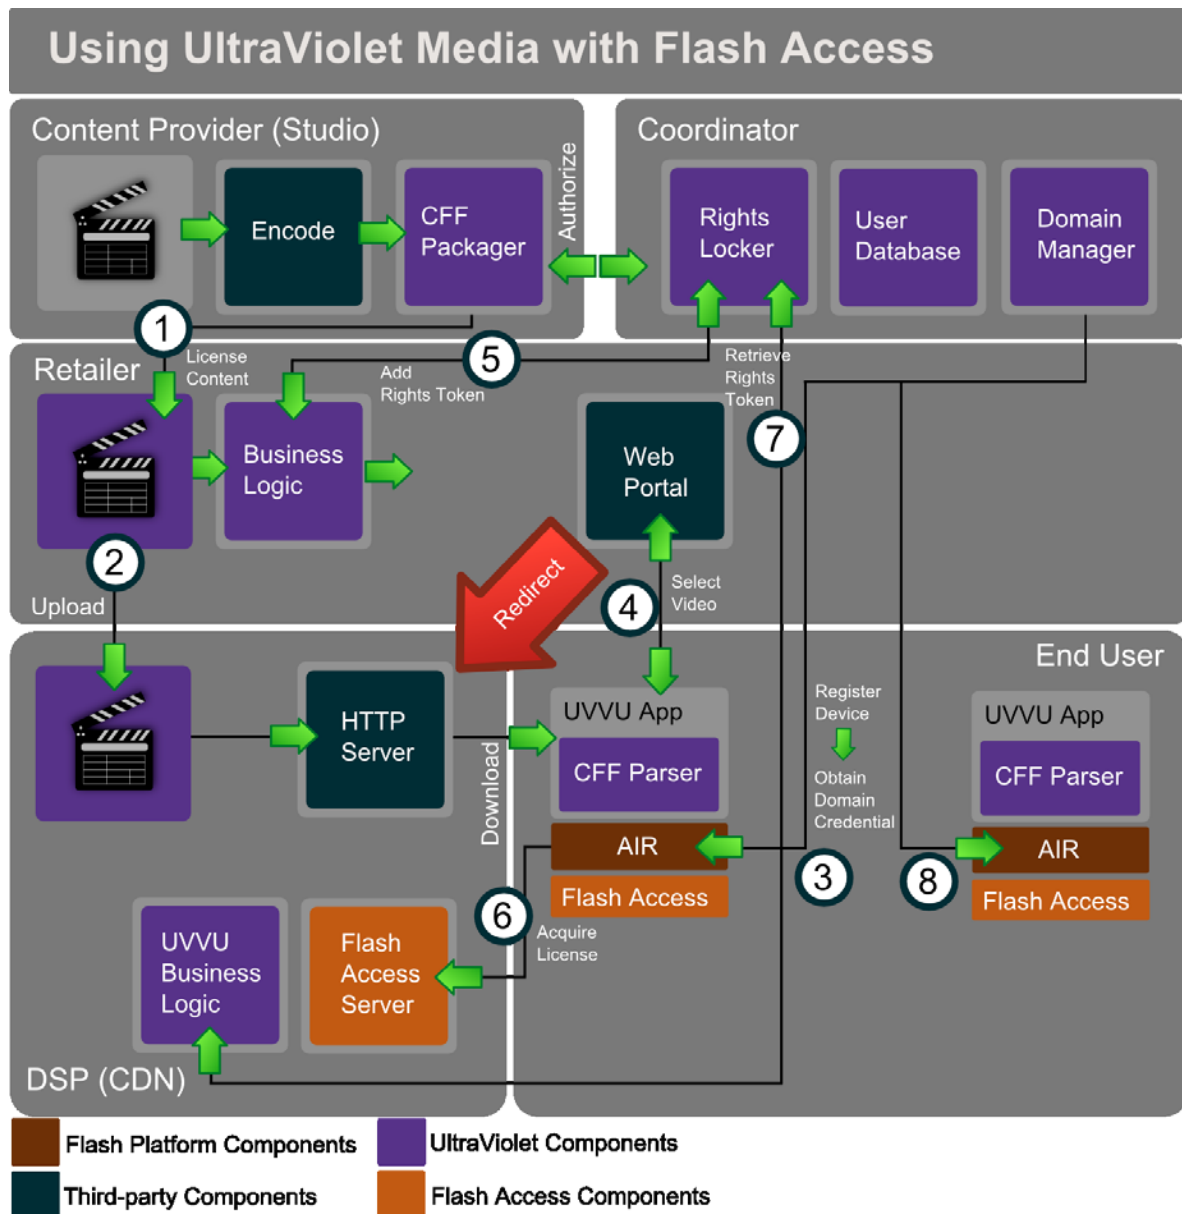 Using UltraViolet Media with Flash Access
Content Provider (Studio)
Encode
CFF
Packager
Authorize
Coordinator
Rights
Locker
User
Database
Domain
Manager
1
License
Content
Retailer
Business
Logic
5
Add
Rights Token
Retrieve
Rights
Token
7
Web
Portal
2
Upload
Redirect
4
Select
Video
HTTP
Server
Download
End User
UVVU App
CFF Parser
AIR
Flash Access
Register
Device
Obtain
Domain
Credential
3
8
UVVU App
CFF Parser
AIR
Flash Access
6
Acquire
License
UVVU
Business
Logic
Flash
Access
Server
DSP (CDN)
Flash Platform Components
UltraViolet Components
Third-party Components
Flash Access Components